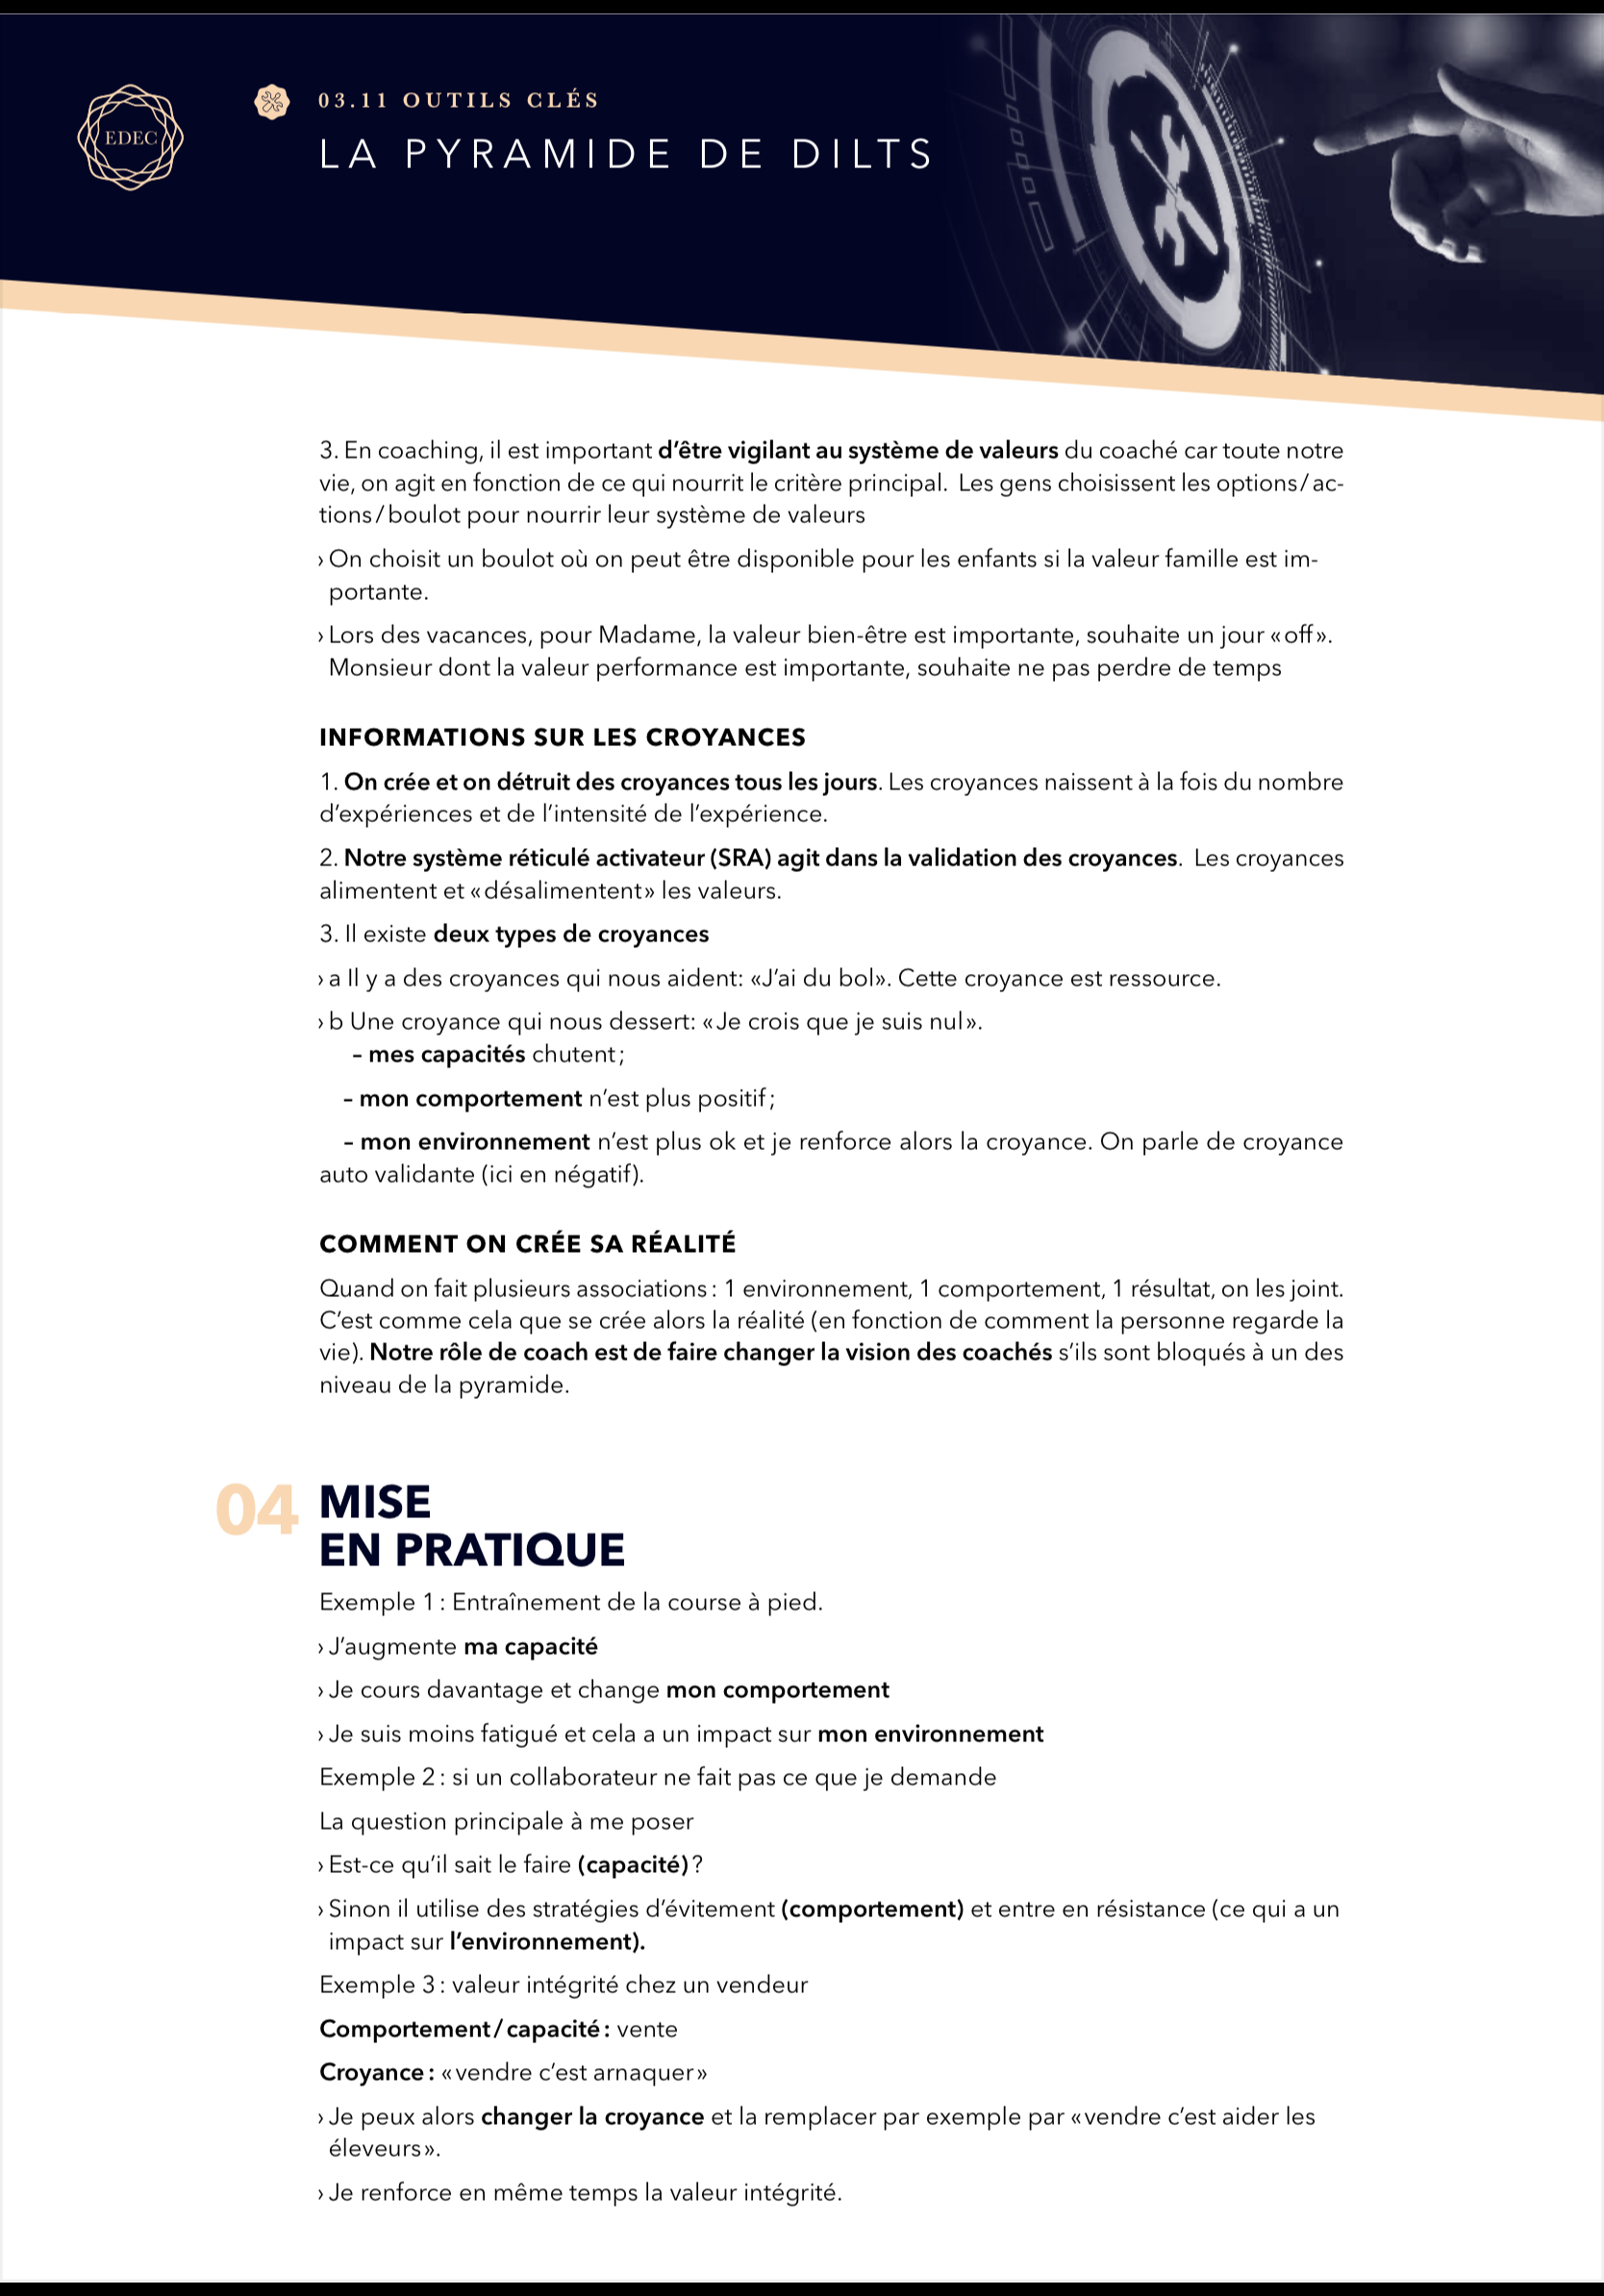 EDEC
03.11 OUTILS CLÉS
LA PYRAMIDE DE DILTS
3. En coaching, il est important d’être vigilant au système de valeurs du coaché car toute notre
vie, on agit en fonction de ce qui nourrit le critère principal.  Les gens choisissent les options / ac-
tions / boulot pour nourrir leur système de valeurs
› On choisit un boulot où on peut être disponible pour les enfants si la valeur famille est im-
portante.
› Lors des vacances, pour Madame, la valeur bien-être est importante, souhaite un jour « off ».
Monsieur dont la valeur performance est importante, souhaite ne pas perdre de temps
INFORMATIONS SUR LES CROYANCES
1. On crée et on détruit des croyances tous les jours. Les croyances naissent à la fois du nombre
d’expériences et de l’intensité de l’expérience.
2. Notre système réticulé activateur (SRA) agit dans la validation des croyances.  Les croyances
alimentent et « désalimentent » les valeurs.
3. Il existe deux types de croyances
› a Il y a des croyances qui nous aident: «J’ai du bol». Cette croyance est ressource.
› b Une croyance qui nous dessert: « Je crois que je suis nul ».
– mes capacités chutent ;
– mon comportement n’est plus positif ;
– mon environnement n’est plus ok et je renforce alors la croyance. On parle de croyance
auto validante (ici en négatif).
COMMENT ON CRÉE SA RÉALITÉ
Quand on fait plusieurs associations : 1 environnement, 1 comportement, 1 résultat, on les joint.
C’est comme cela que se crée alors la réalité (en fonction de comment la personne regarde la
vie). Notre rôle de coach est de faire changer la vision des coachés s’ils sont bloqués à un des
niveau de la pyramide.
04 MISE
EN PRATIQUE
Exemple 1 : Entraînement de la course à pied.
› J’augmente ma capacité
› Je cours davantage et change mon comportement
› Je suis moins fatigué et cela a un impact sur mon environnement
Exemple 2 : si un collaborateur ne fait pas ce que je demande
La question principale à me poser
› Est-ce qu’il sait le faire (capacité) ?
› Sinon il utilise des stratégies d’évitement (comportement) et entre en résistance (ce qui a un
impact sur l’environnement).
Exemple 3 : valeur intégrité chez un vendeur
Comportement / capacité : vente
Croyance : « vendre c’est arnaquer »
› Je peux alors changer la croyance et la remplacer par exemple par « vendre c’est aider les
éleveurs ».
› Je renforce en même temps la valeur intégrité.